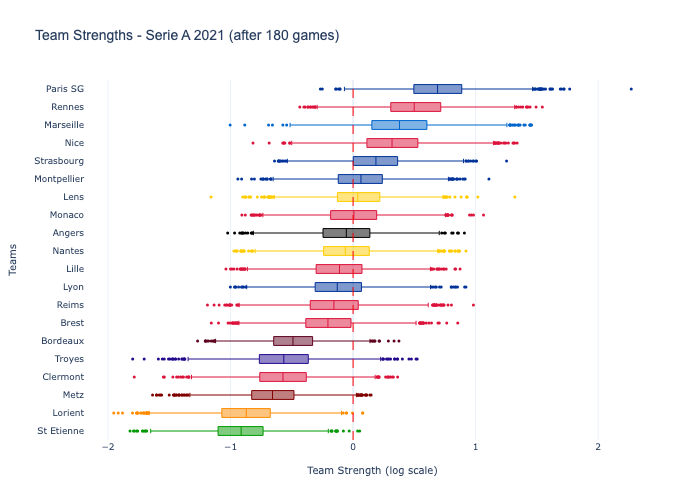 Team Strengths - Serie A 2021 (after 180 games)
Paris SG
Rennes
Marseille
Nice
Strasbourg
Montpellier
Lens
Monaco
Angers
Nantes
Lille
Lyon
Reims
Brest
Bordeaux
Troyes
Clermont
Metz
Lorient
St Etienne
Teams
−2 −1 0 1 2
Team Strength (log scale)